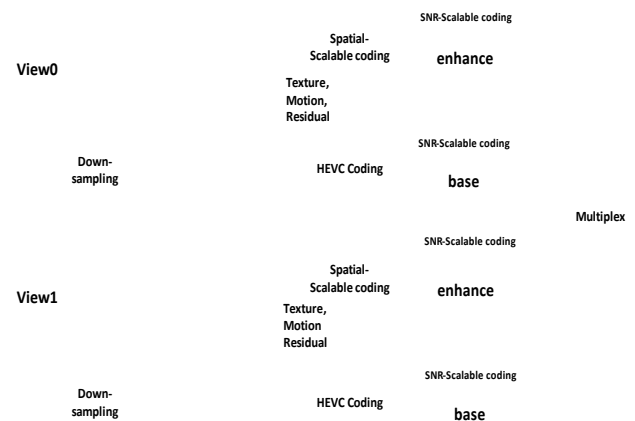 SNR-Scalable coding
Spatial-
Scalable coding
enhance
View0
Texture,
Motion,
Residual
SNR-Scalable coding
Down-
sampling
HEVC Coding
base
Multiplex
SNR-Scalable coding
Spatial-
Scalable coding
enhance
View1
Texture,
Motion
Residual
SNR-Scalable coding
Down-
sampling
HEVC Coding
base